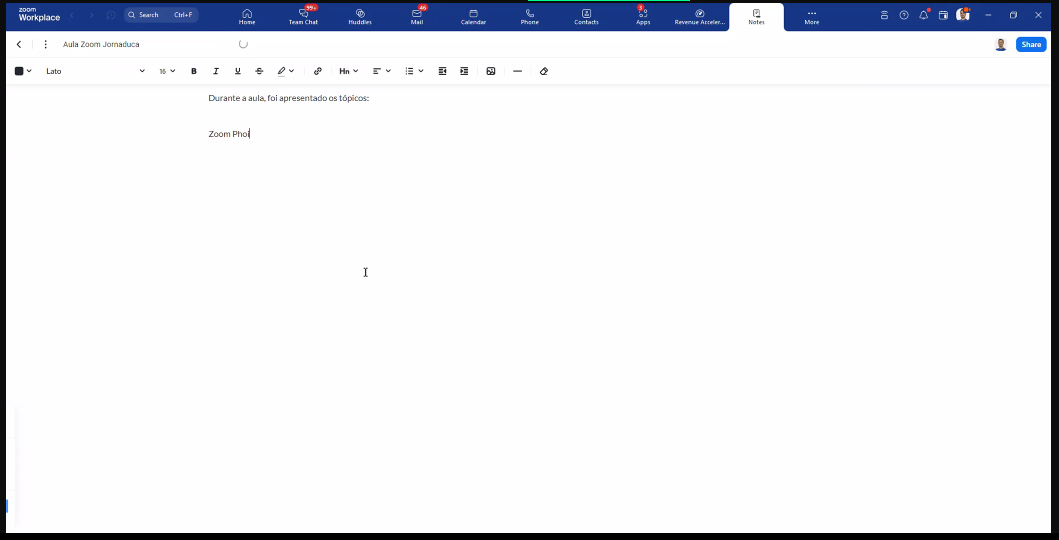 zoom
Workplace
Search Ctrl+F
Home
99+
Team Chat
Huddles
46
Mail
Calendar
Phone
Contacts
3
Apps
Revenue Acceler...
Notes
More
Aula Zoom Jornaduca
Share
Lato
16
B
I
U
S
Hn
Durante a aula, foi apresentado os tópicos:
Zoom Phoi